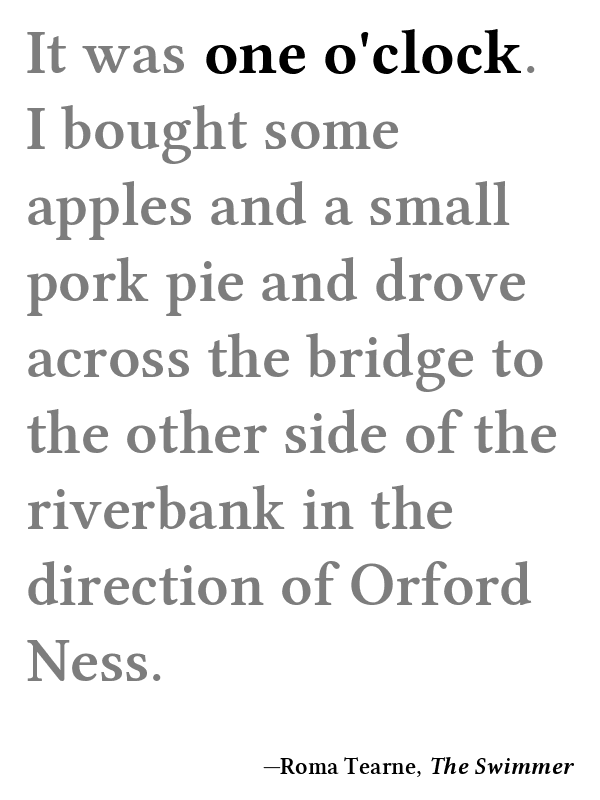 It was one o'clock.
I bought some
apples and a small
pork pie and drove
across the bridge to
the other side of the
riverbank in the
direction of Orford
Ness.
—Roma Tearne, The Swimmer